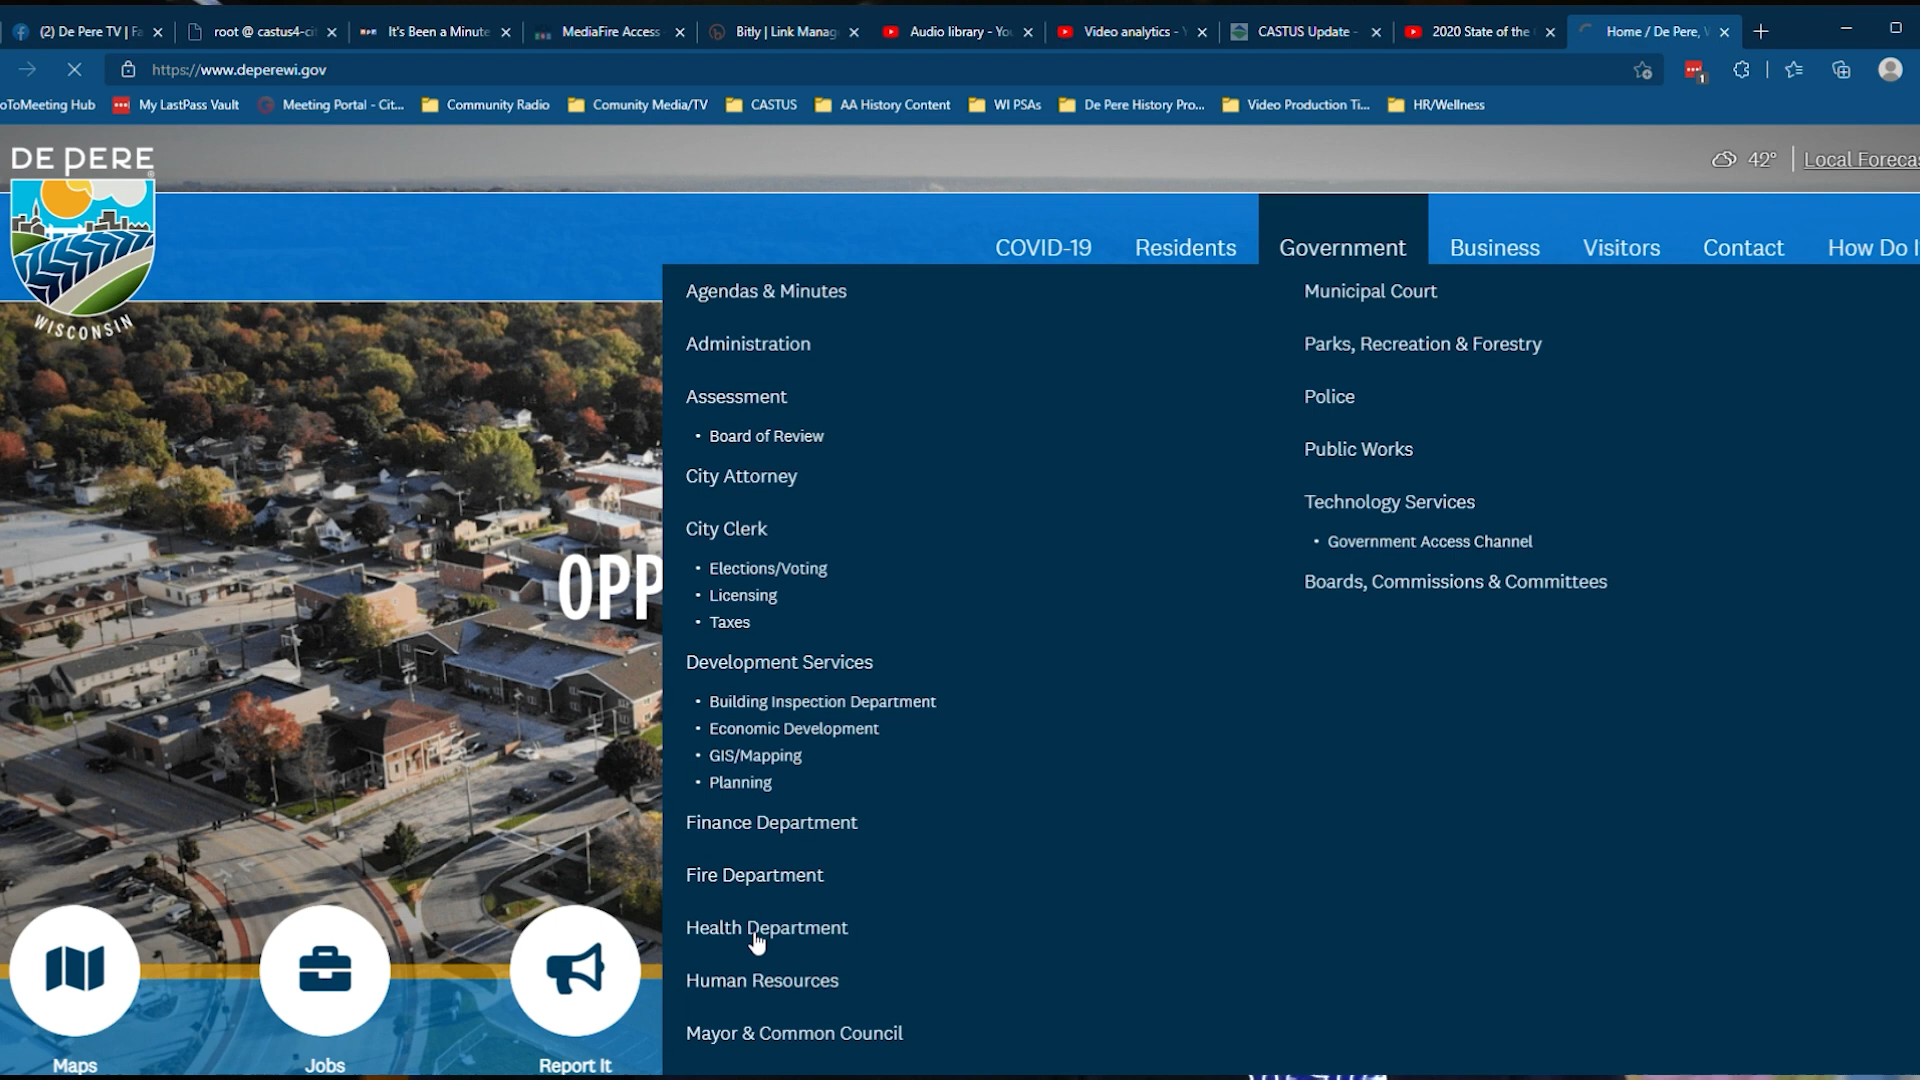 (2) De Pere TV | Fa
root @ castus4-ci
It's Been a Minute
MediaFire Access
Bitly | Link Manag
Audio library - Yo
Video analytics -
CASTUS Update -
2020 State of the
Home / De Pere,
https://www.deperewi.gov
1
oToMeeting Hub
My LastPass Vault
Meeting Portal - Cit...
Community Radio
Comunity Media/TV
CASTUS
AA History Content
WI PSAs
De Pere History Pro...
Video Production Ti...
HR/Wellness
DE PERE
WISCONSIN
42°
Local Forecas
COVID-19
Residents
Government
Business
Visitors
Contact
How Do I
Agendas & Minutes
Administration
Assessment
• Board of Review
City Attorney
City Clerk
• Elections/Voting
• Licensing
• Taxes
Development Services
• Building Inspection Department
• Economic Development
• GIS/Mapping
• Planning
Finance Department
Fire Department
Health Department
Human Resources
Mayor & Common Council
Municipal Court
Parks, Recreation & Forestry
Police
Public Works
Technology Services
• Government Access Channel
Boards, Commissions & Committees
OPP
Maps
Jobs
Report It